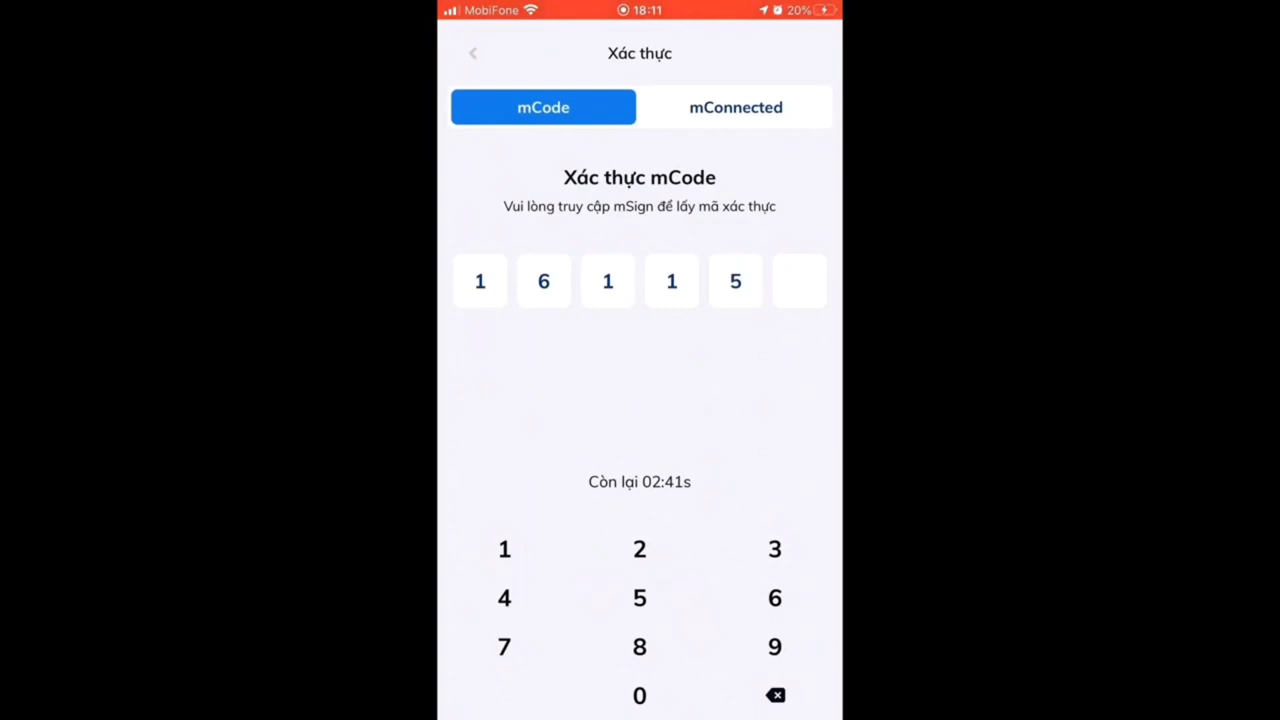 MobiFone 18:11 20%
Xác thực
mCode mConnected
Xác thực mCode
Vui lòng truy cập mSign để lấy mã xác thực
1 6 1 1 5
Còn lại 02:41s
1 2 3
4 5 6
7 8 9
0